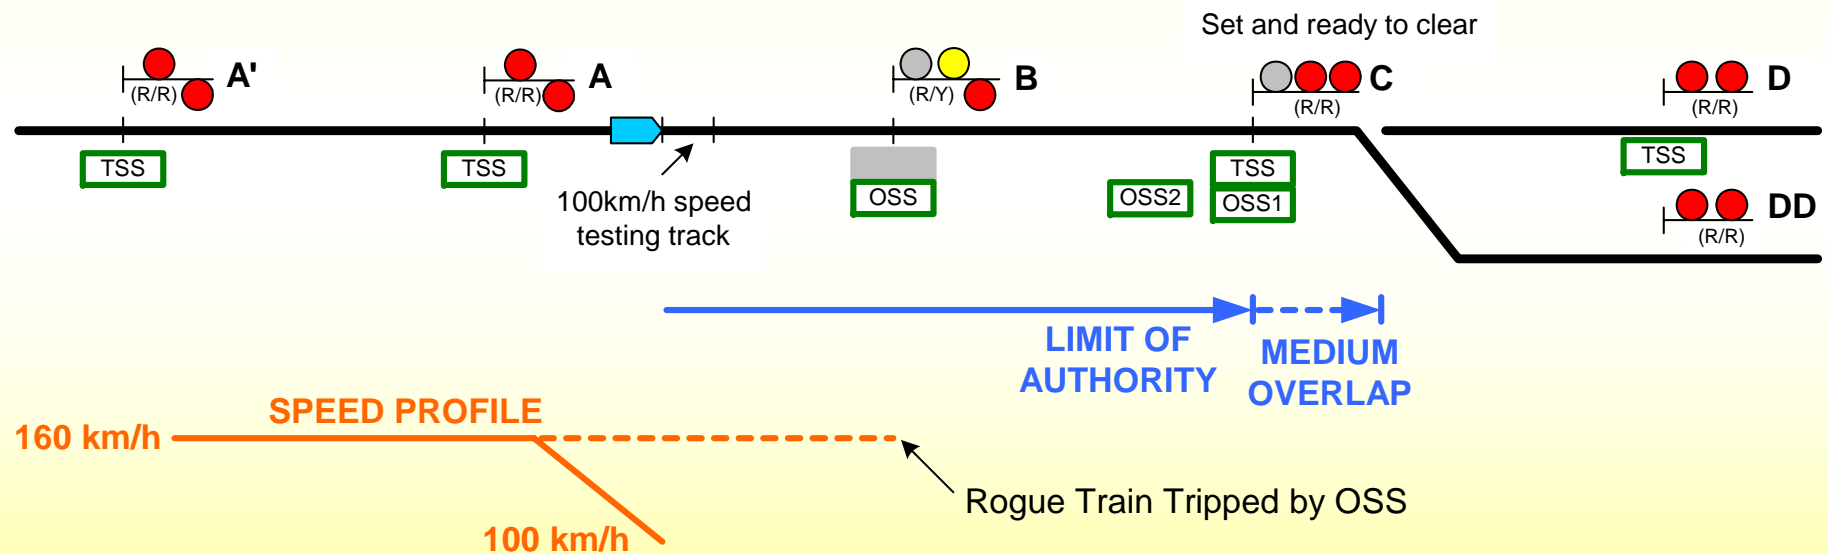 Set and ready to clear
A'
(R/R)
A
(R/R)
B
(R/Y)
C
(R/R)
D
(R/R)
TSS
TSS
100km/h speed
testing track
OSS
OSS2
TSS
OSS1
TSS
DD
(R/R)
LIMIT OF
AUTHORITY
MEDIUM
OVERLAP
SPEED PROFILE
160 km/h
Rogue Train Tripped by OSS
100 km/h